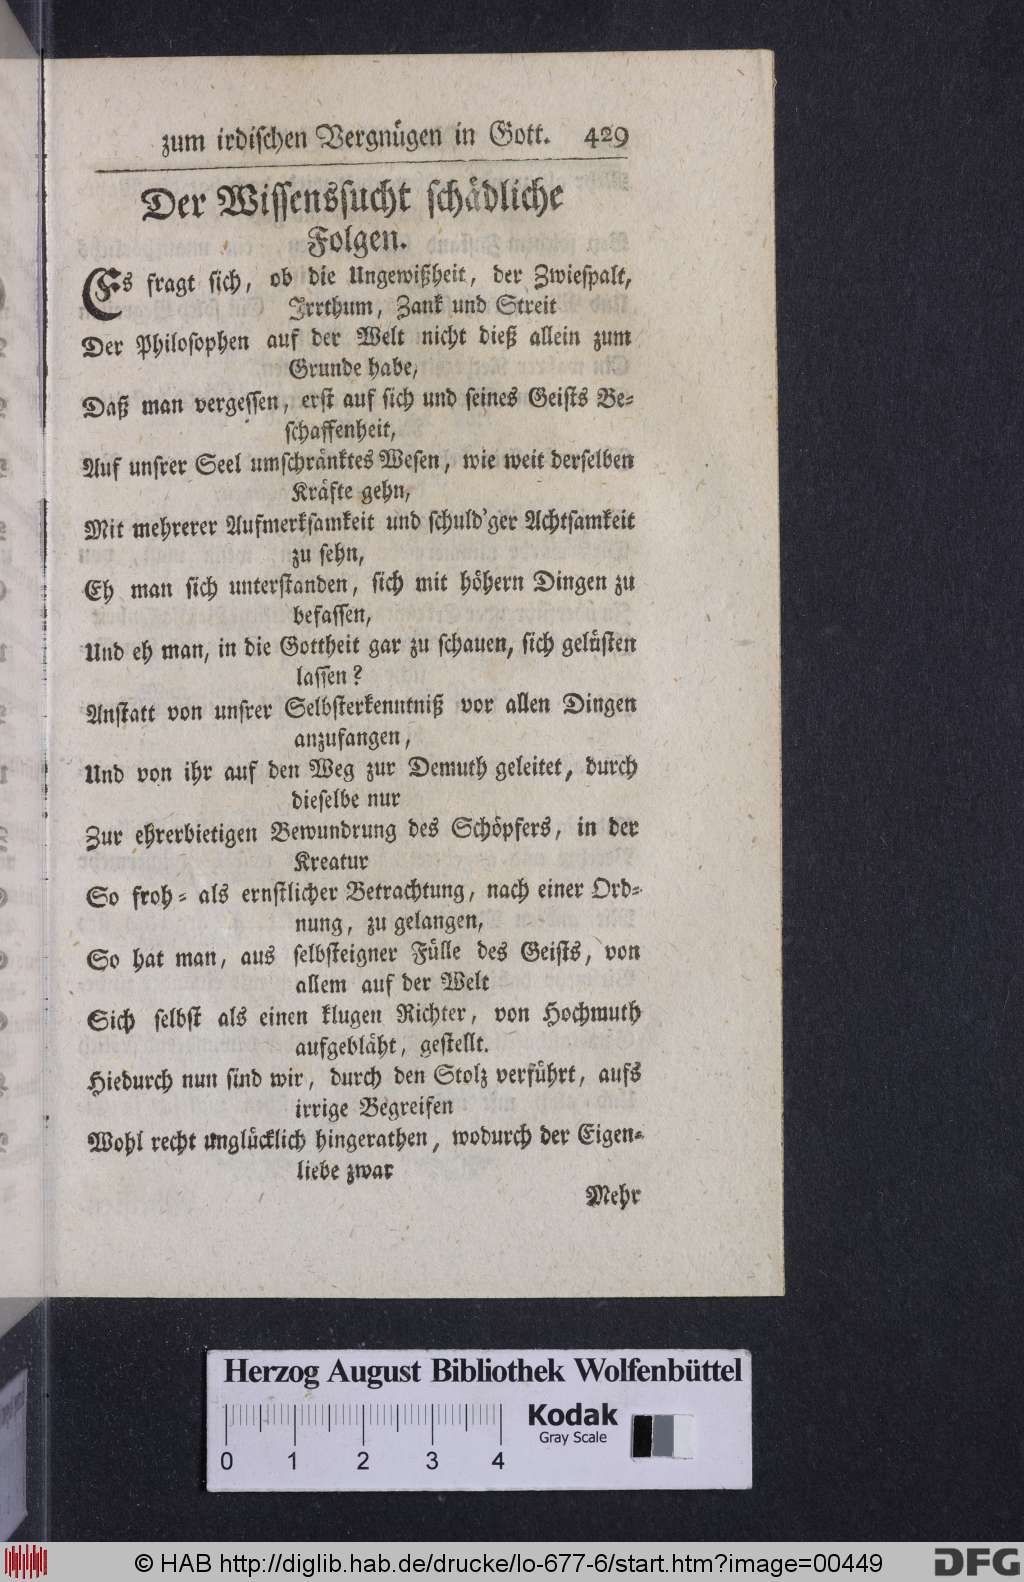 zum irdischen Vergnügen in Gott. 429
Der Wissenssucht schädliche
Folgen.
Es fragt sich, ob die Ungewißheit, der Zwiespalt,
Irrthum, Zank und Streit
Der Philosophen auf der Welt nicht dieß allein zum
Grunde habe,
Daß man vergessen, erst auf sich und seines Geists Be-
schaffenheit,
Auf unsrer Seel umschränktes Wesen, wie weit derselben
Kräfte gehn,
Mit mehrerer Aufmerksamkeit und schuld'ger Achtsamkeit
zu sehn,
Eh man sich unterstanden, sich mit höhern Dingen zu
befassen,
Und eh man, in die Gottheit gar zu schauen, sich gelüsten
lassen?
Anstatt von unsrer Selbsterkenntniß vor allen Dingen
anzufangen,
Und von ihr auf den Weg zur Demuth geleitet, durch
dieselbe nur
Zur ehrerbietigen Bewundrung des Schöpfers, in der
Kreatur
So froh- als ernstlicher Betrachtung, nach einer Ord-
nung, zu gelangen,
So hat man, aus selbsteigner Fülle des Geists, von
allem auf der Welt
Sich selbst als einen klugen Richter, von Hochmuth
aufgebläht, gestellt.
Hiedurch nun sind wir, durch den Stolz verführt, aufs
irrige Begreifen
Wohl recht unglücklich hingerathen, wodurch der Eigen-
liebe zwar
Mehr
Herzog August Bibliothek Wolfenbüttel
Kodak
Gray Scale
0 1 2 3 4
© HAB http://diglib.hab.de/drucke/lo-677-6/start.htm?image=00449
DFG